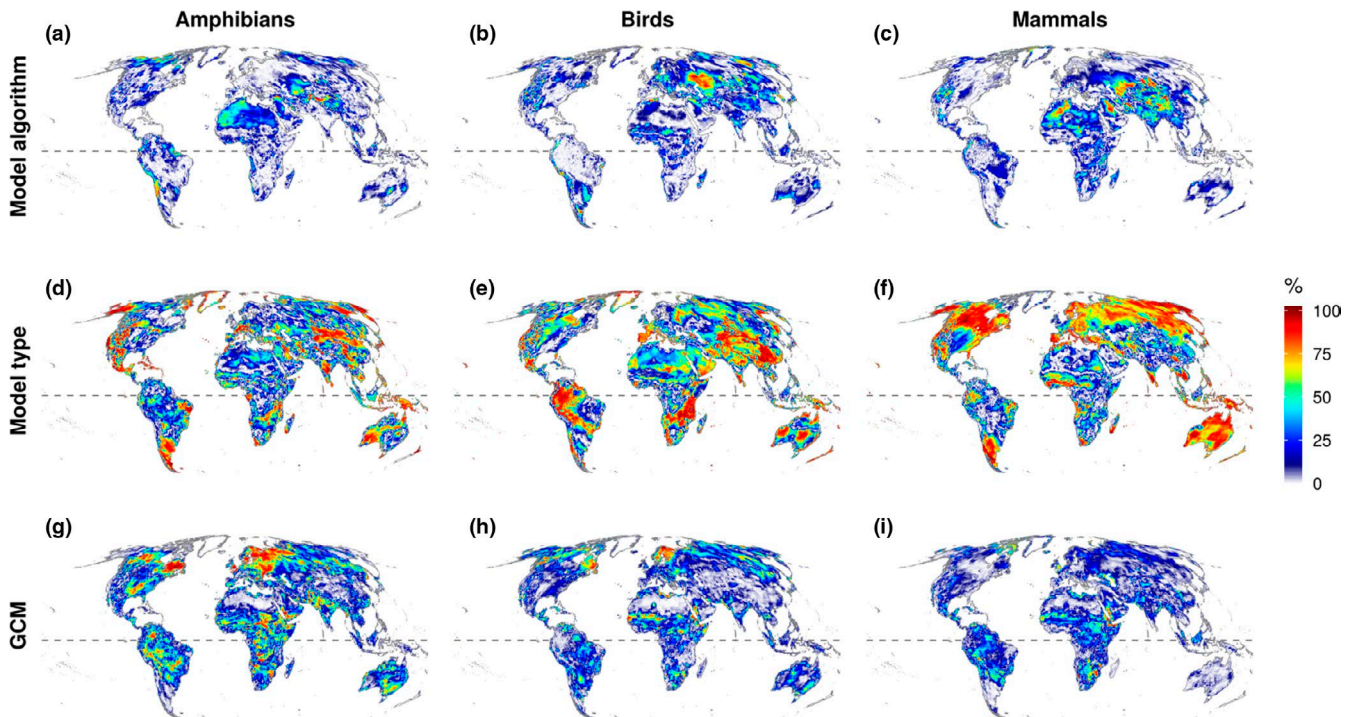 Amphibians
Birds
Mammals
Model algorithm
(a)
(b)
(c)
Model type
(d)
(e)
(f)
%
100
75
50
25
0
GCM
(g)
(h)
(i)